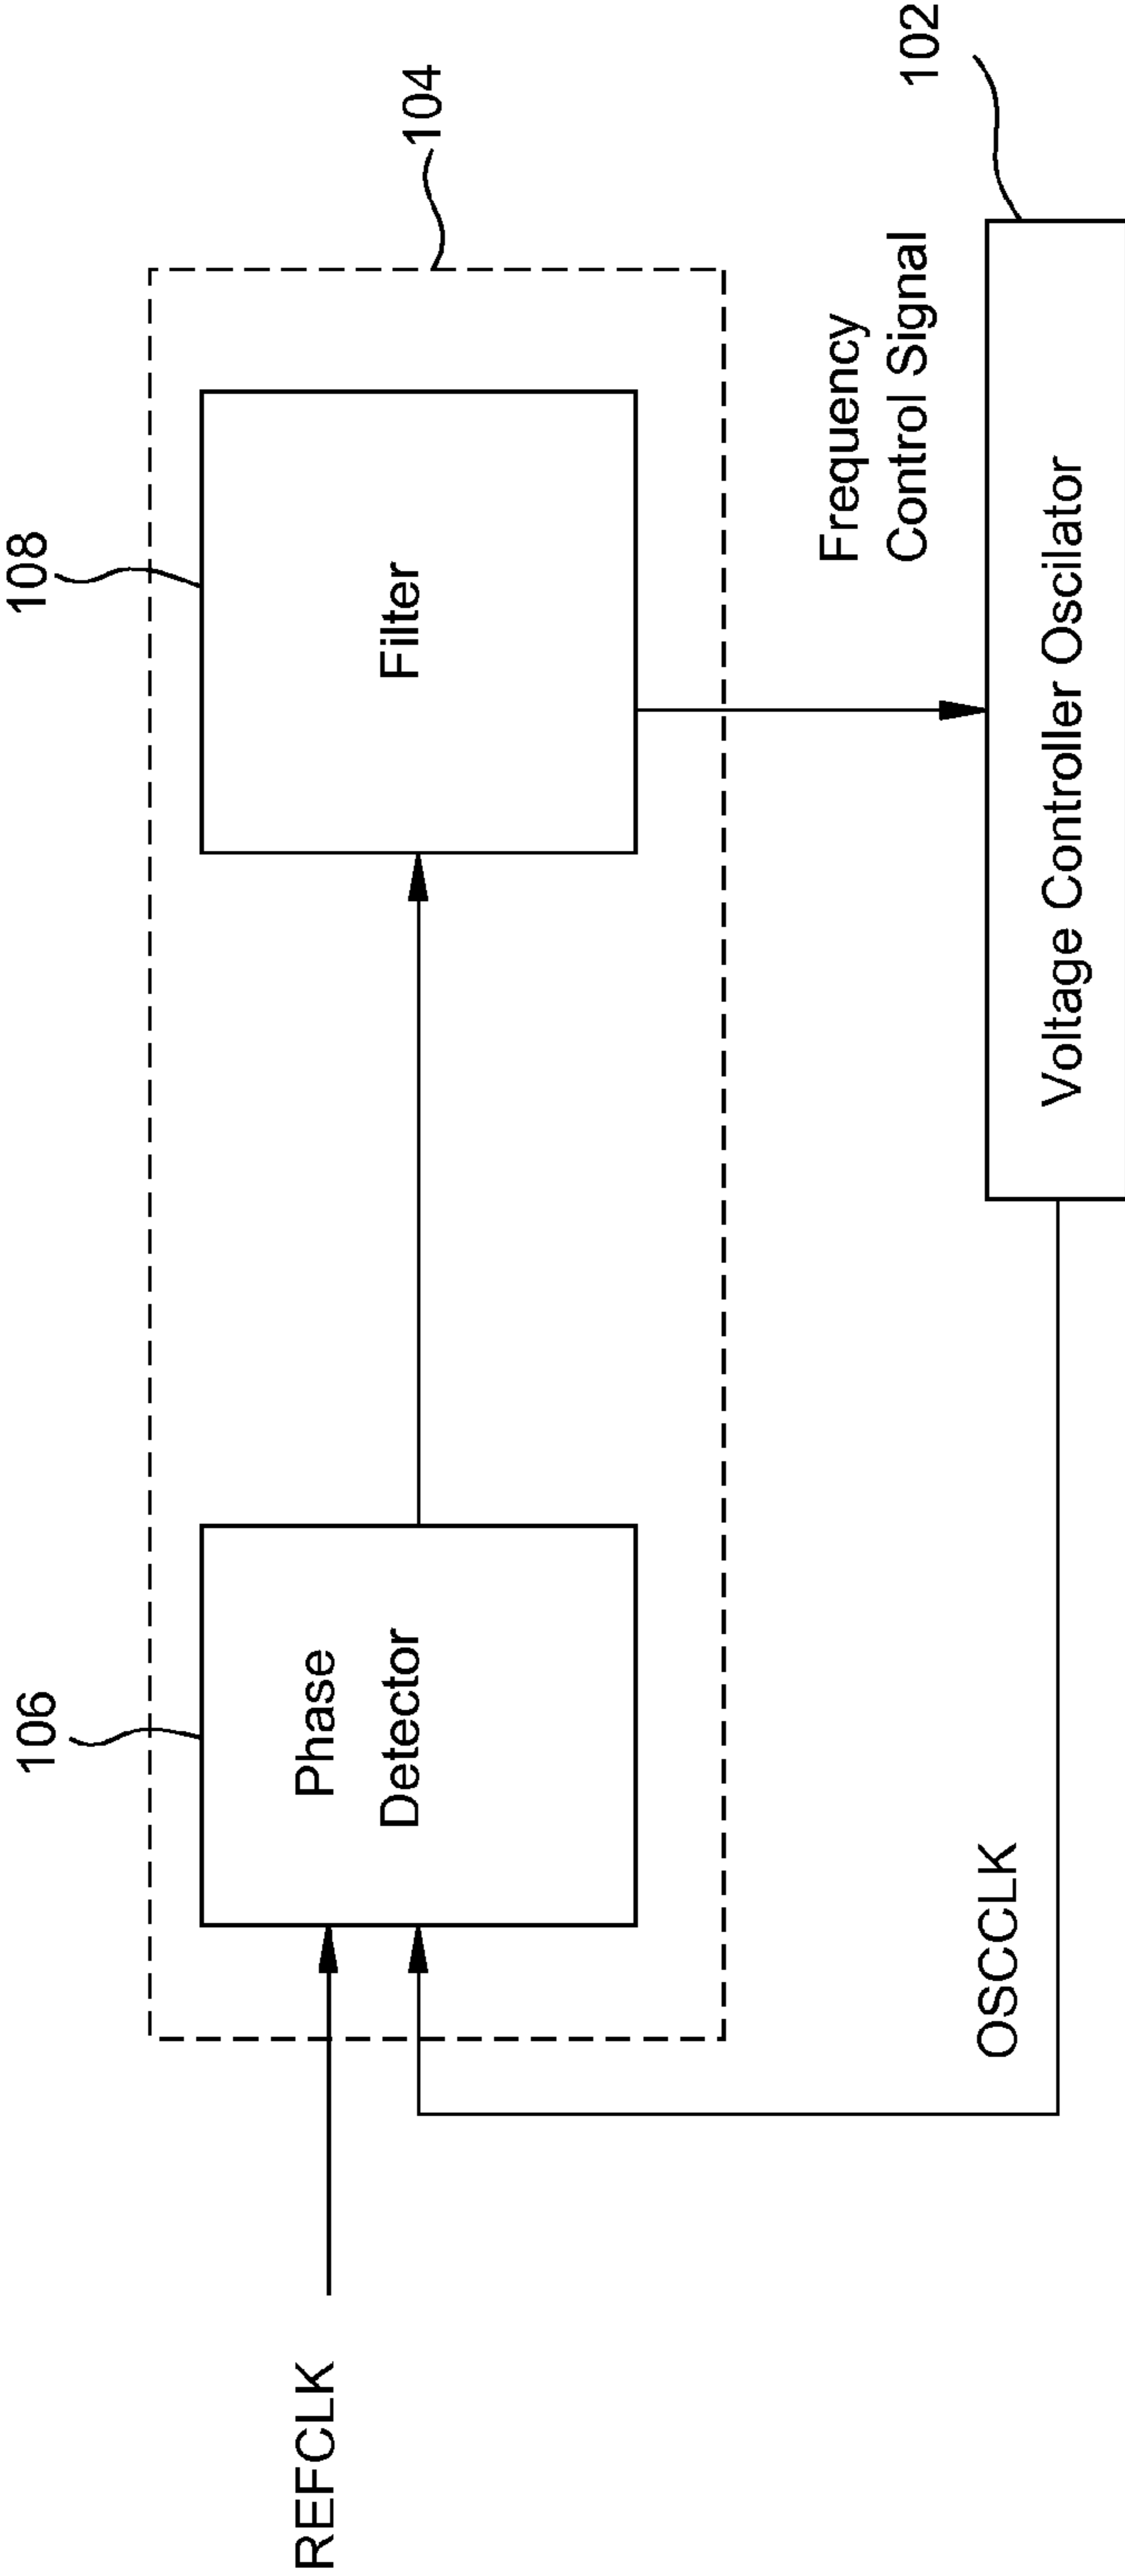 106
108
104
REFCLK
Phase
Detector
Filter
Frequency
Control Signal
OSCCLK
102
Voltage Controller Oscilator